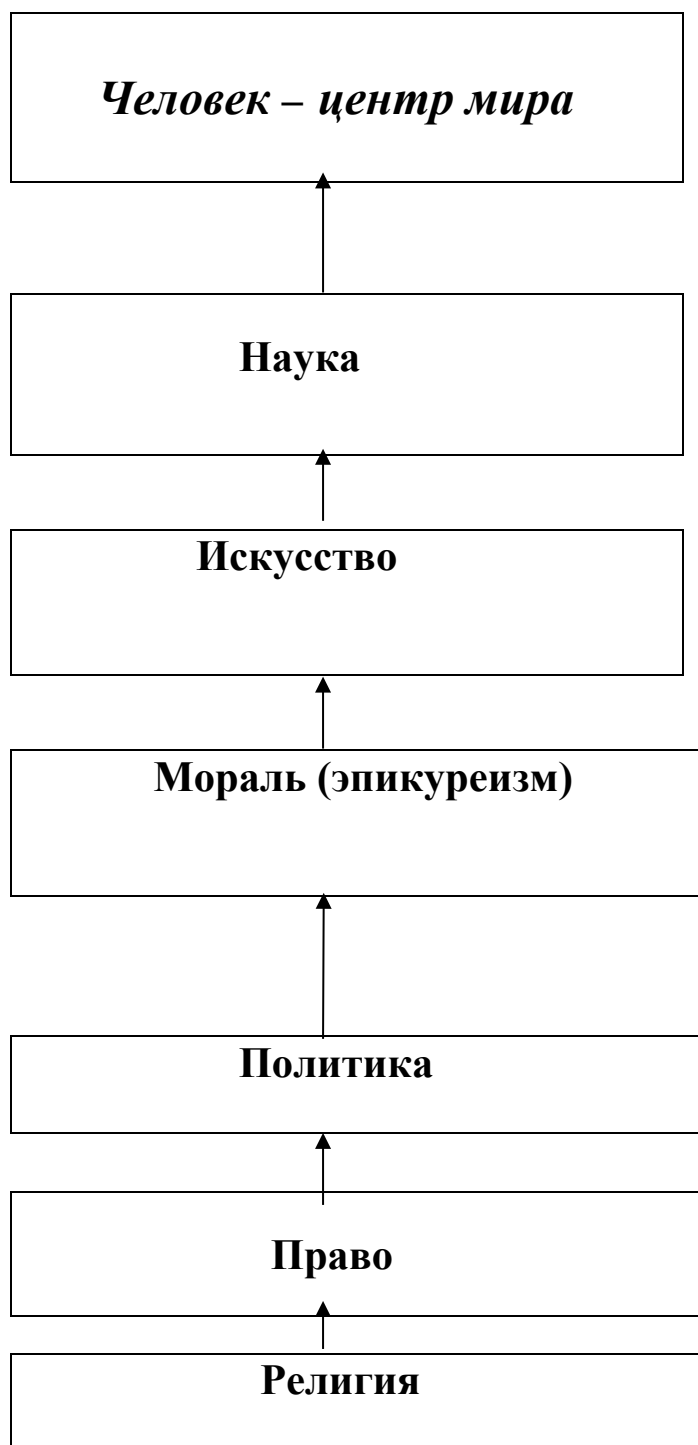 Человек – центр мира
Наука
Искусство
Мораль (эпикуреизм)
Политика
Право
Религия